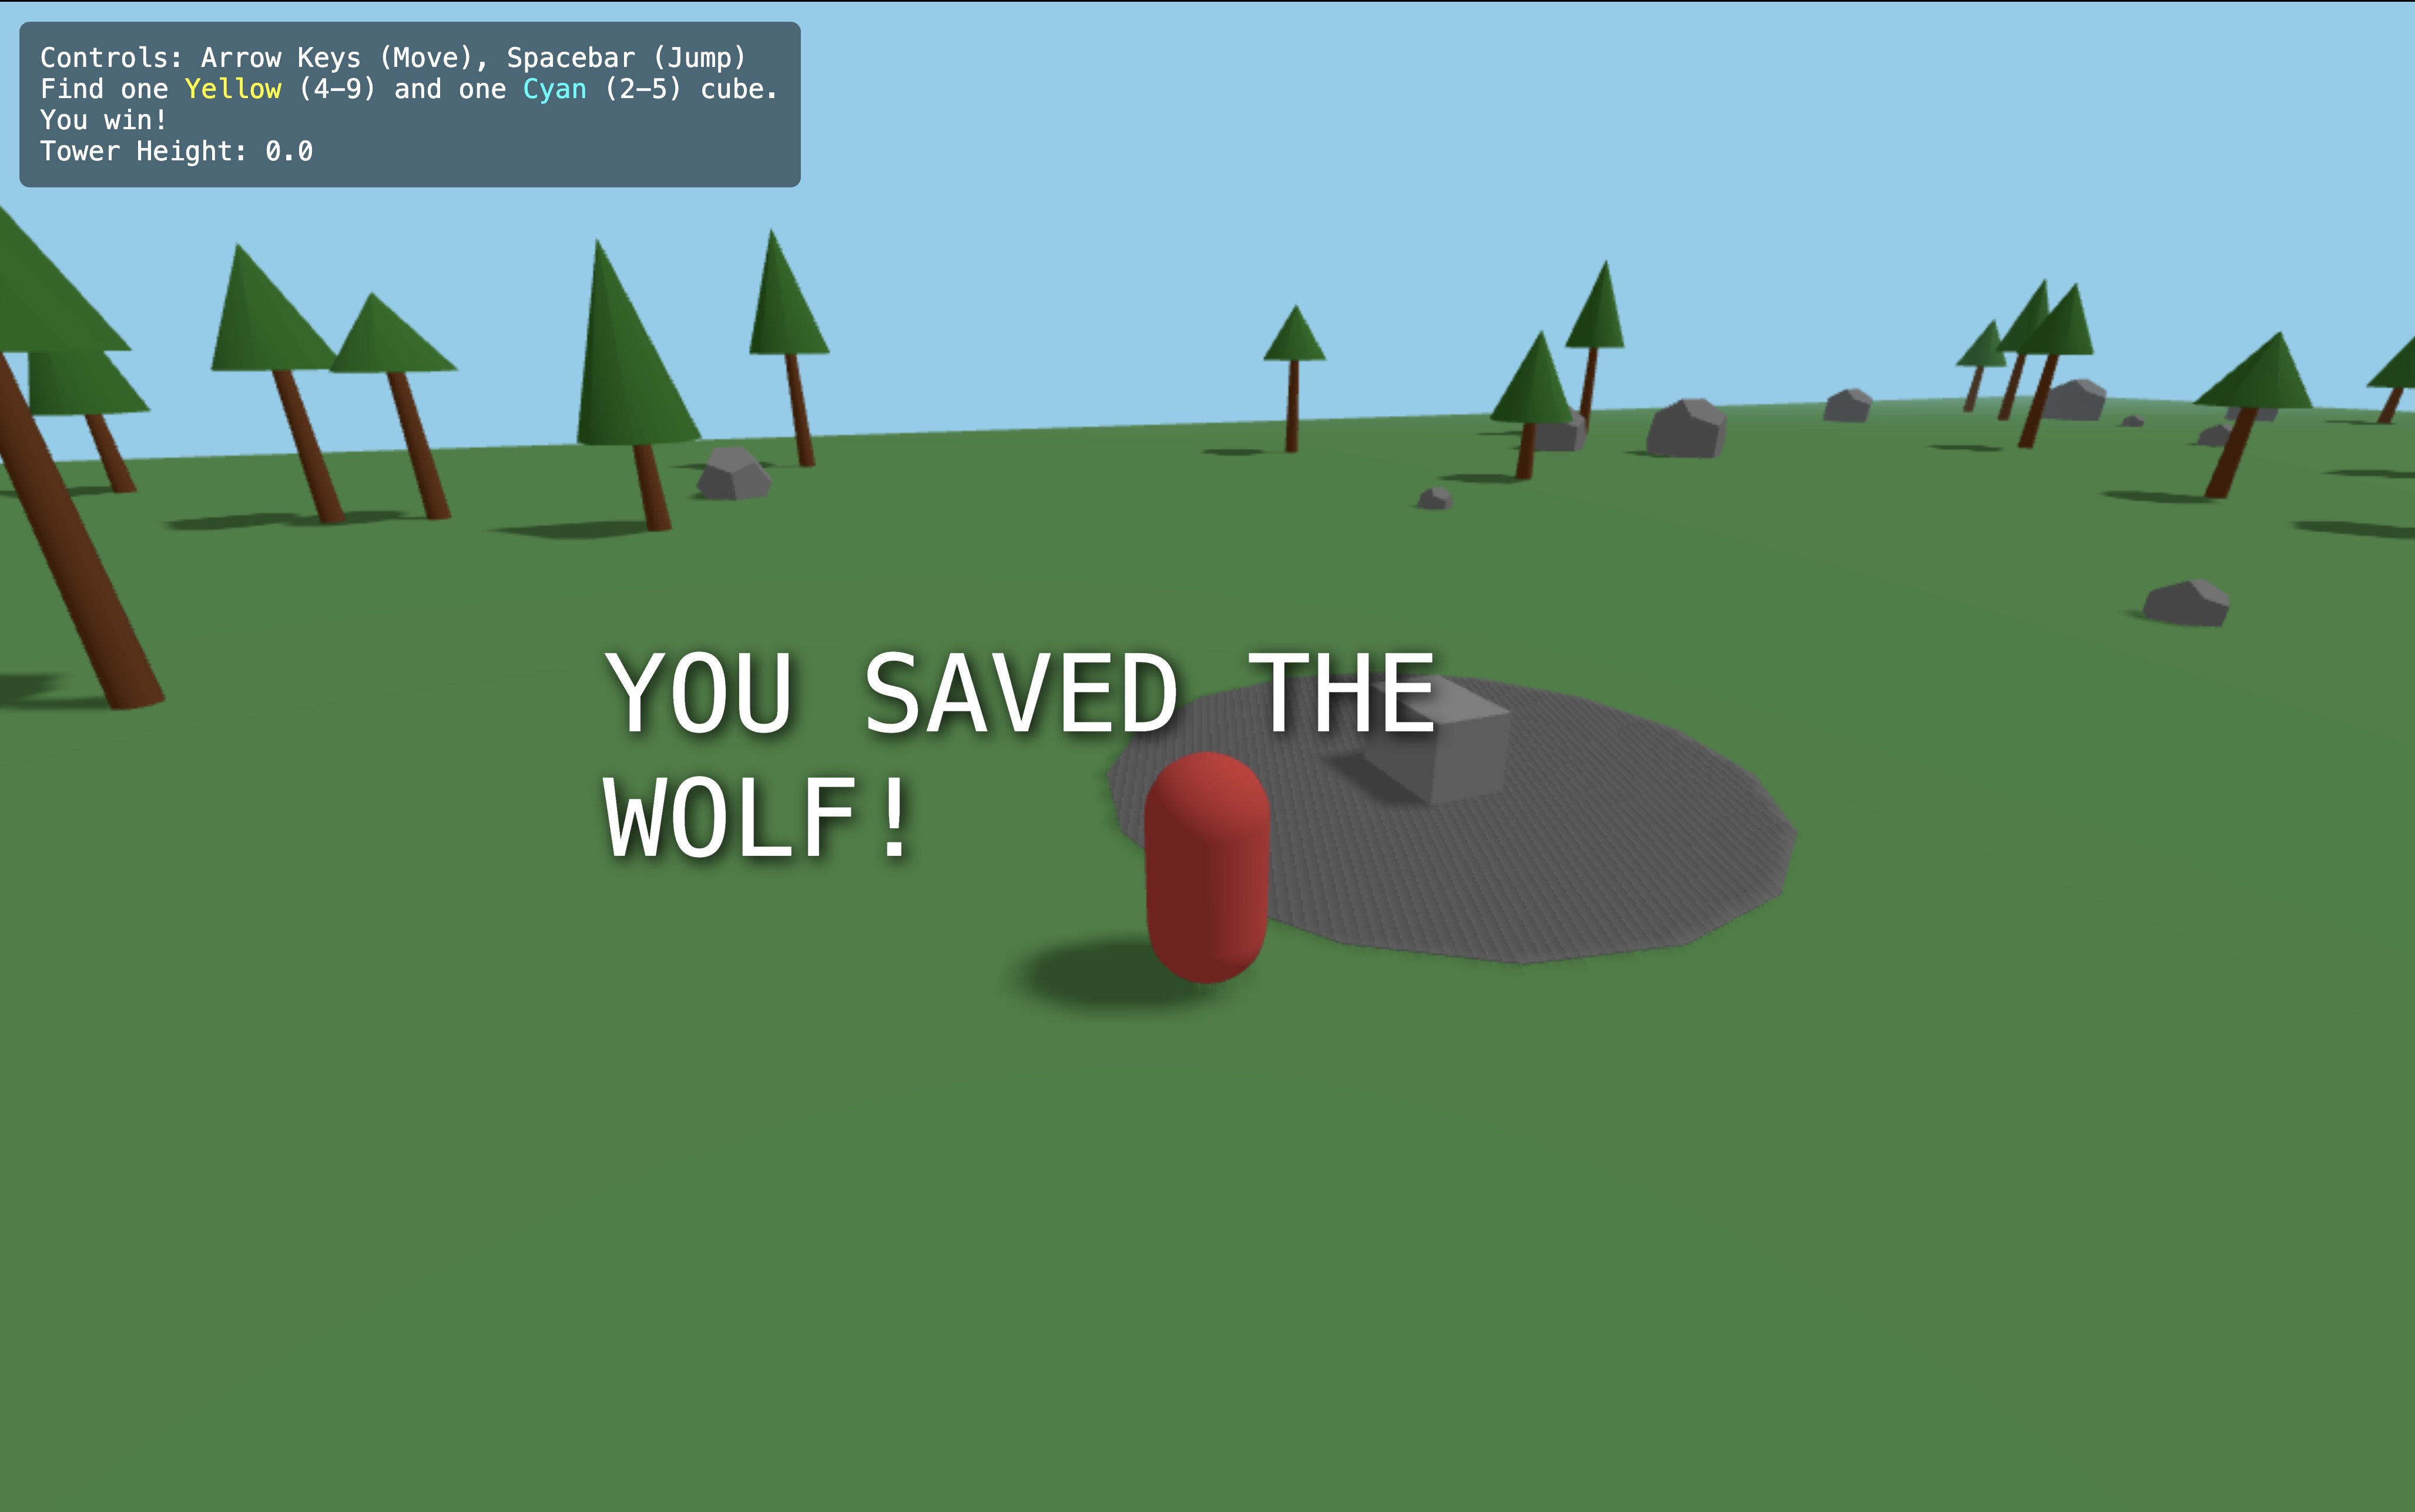 Controls: Arrow Keys (Move), Spacebar (Jump)
Find one Yellow (4–9) and one Cyan (2–5) cube.
You win!
Tower Height: 0.0
YOU SAVED THE
WOLF!